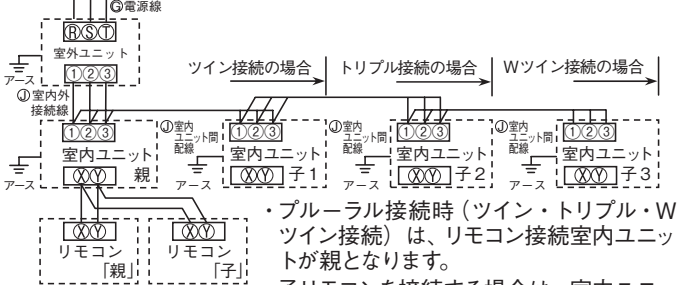 Ⓖ電源線
ⓇⓈⓉ
室外ユニット
①②③
アース
ツイン接続の場合
トリプル接続の場合
Wツイン接続の場合
Ⓙ室内外
接続線
①②③
室内ユニット
ⓍⓎ 親
アース
Ⓙ室内
ユニット間
配線
①②③
室内ユニット
ⓍⓎ 子1
アース
Ⓙ室内
ユニット間
配線
①②③
室内ユニット
ⓍⓎ 子2
アース
Ⓙ室内
ユニット間
配線
①②③
室内ユニット
ⓍⓎ 子3
アース
ⓍⓎ
リモコン
「親」
ⓍⓎ
リモコン
「子」
・プルーラル接続時（ツイン・トリプル・W
ツイン接続）は、リモコン接続室内ユニッ
トが親となります。